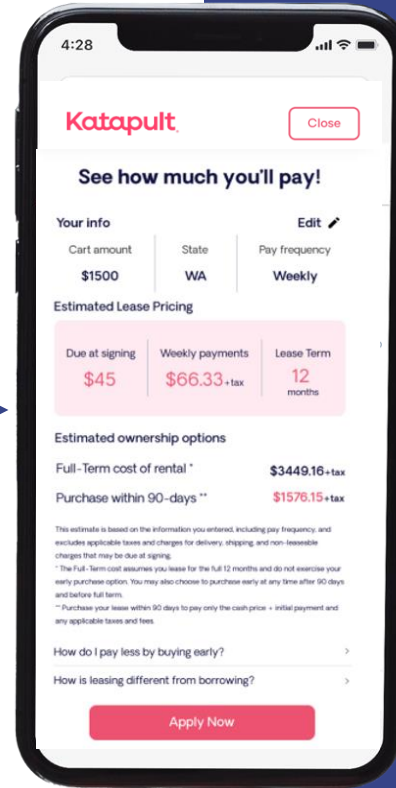 4:28
Katapult
Close
See how much you'll pay!
Your info
Edit
Cart amount
State
Pay frequency
$1500
WA
Weekly
Estimated Lease Pricing
Due at signing
Weekly payments
Lease Term
$45
$66.33 +tax
12
months
Estimated ownership options
Full-Term cost of rental *
$3449.16+tax
Purchase within 90-days **
$1576.15+tax
This estimate is based on the information you entered, including pay frequency, and
excludes applicable taxes and charges for delivery, shipping, and non-leaseable
charges that may be due at signing.
* The Full-Term cost assumes you lease for the full 12 months and do not exercise your
early purchase option. You may also choose to purchase early at any time after 90 days
and before full term.
** Purchase your lease within 90 days to pay only the cash price + initial payment and
any applicable taxes and fees.
How do I pay less by buying early?
How is leasing different from borrowing?
Apply Now